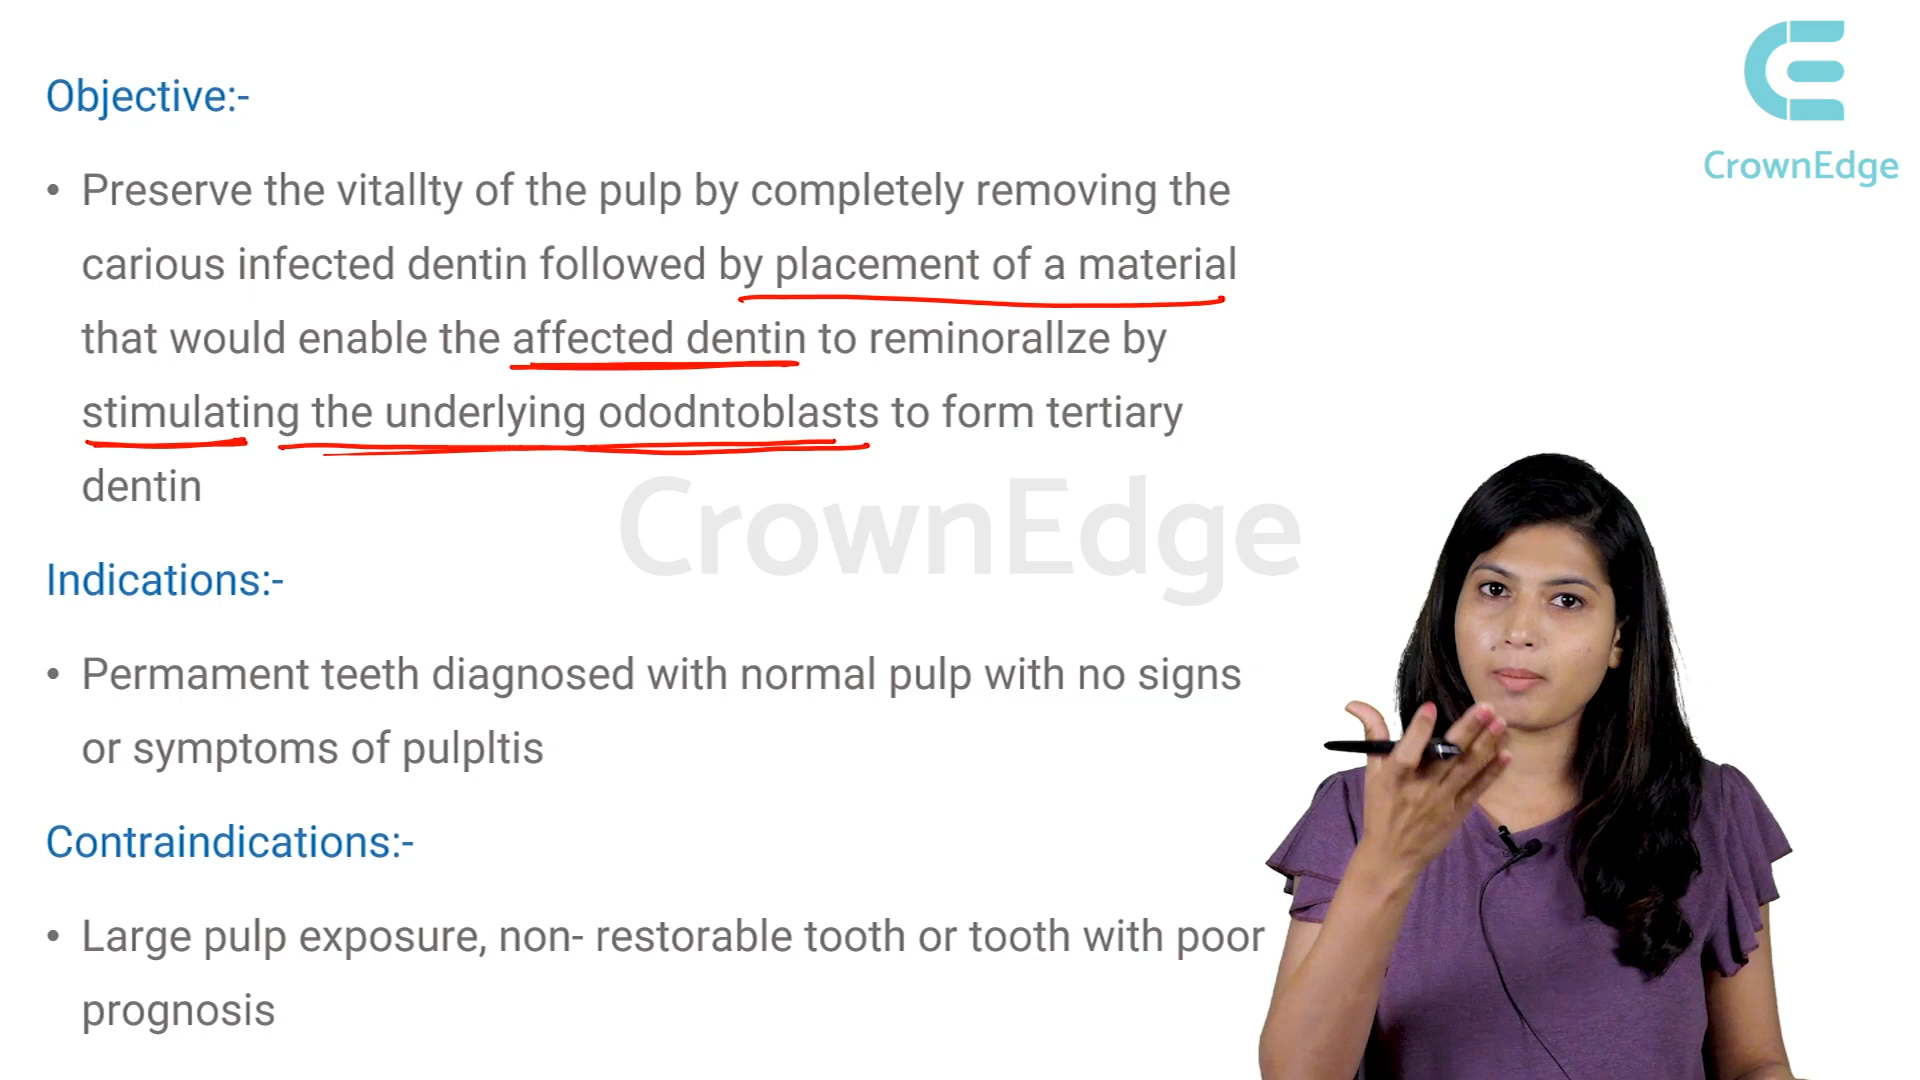 Objective:-
• Preserve the vitallty of the pulp by completely removing the
carious infected dentin followed by placement of a material
that would enable the affected dentin to reminorallze by
stimulating the underlying ododntoblasts to form tertiary
dentin
Indications:-
• Permament teeth diagnosed with normal pulp with no signs
or symptoms of pulpltis
Contraindications:-
• Large pulp exposure, non- restorable tooth or tooth with poor
prognosis
CrownEdge
CrownEdge